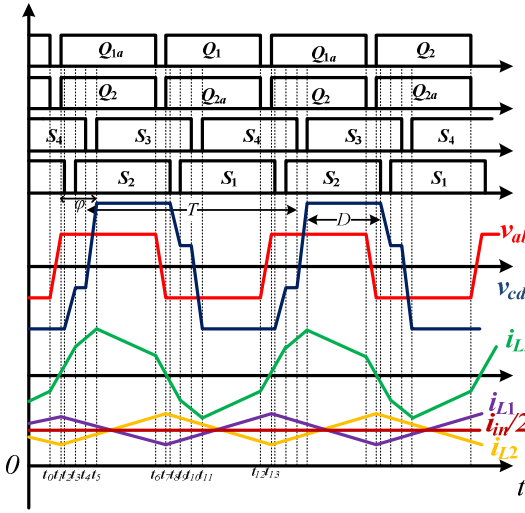 Q1a Q1 Q1a Q2
Q2 Q2a Q2 Q2a
S4 S3 S4 S3 S4
S2 S1 S2 S1
φ T D
vab
vcd
iL
iL1
iin/2
iL2
0 t0 t1 t2 t3 t4 t5 t6 t7 t8 t9 t10 t11 t12 t13 t